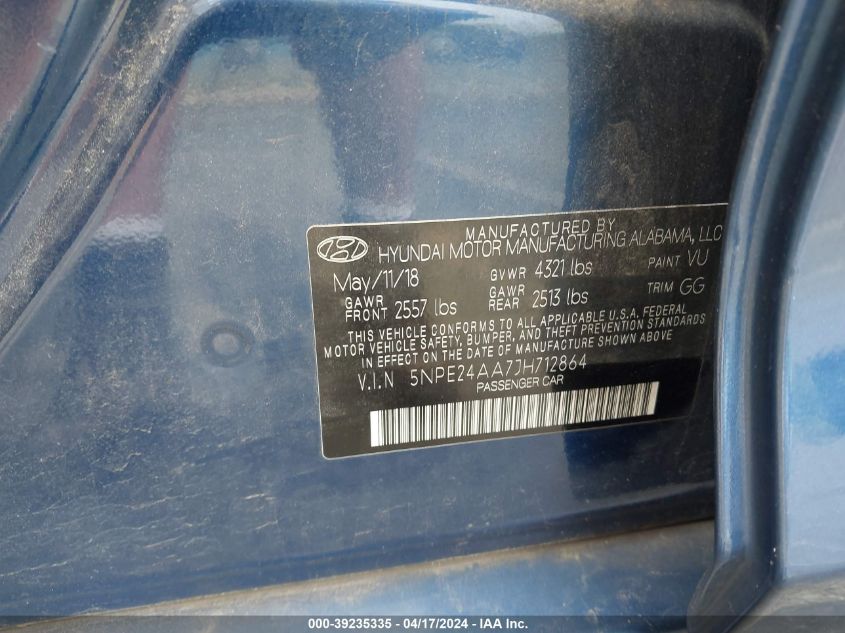 MANUFACTURED BY
HYUNDAI MOTOR MANUFACTURING ALABAMA, LLC
May/11/18 GVWR 4321 lbs PAINT VU
GAWR FRONT 2557 lbs GAWR REAR 2513 lbs TRIM GG
THIS VEHICLE CONFORMS TO ALL APPLICABLE U.S.A. FEDERAL
MOTOR VEHICLE SAFETY, BUMPER, AND THEFT PREVENTION STANDARDS
IN EFFECT ON THE DATE OF MANUFACTURE SHOWN ABOVE
V.I.N 5NPE24AA7JH712864
PASSENGER CAR
000-39235335 - 04/17/2024 - IAA Inc.